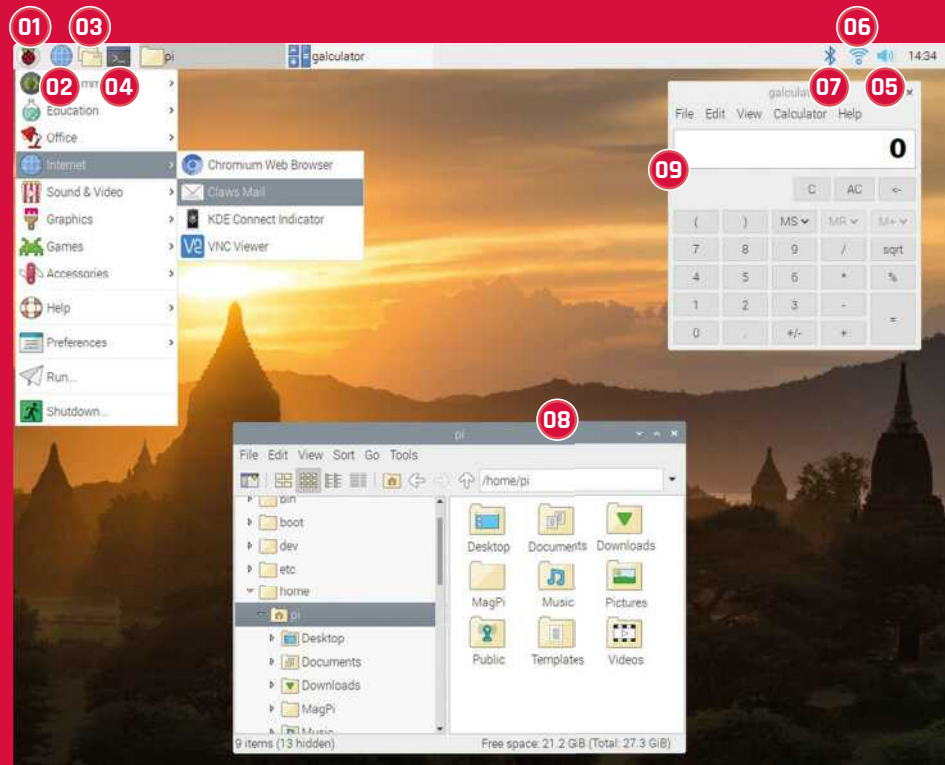 01
03
06
pi
galculator
14:34
02
04
07
05
Education
Office
Internet
Sound & Video
Graphics
Games
Accessories
Help
Preferences
Run...
Shutdown...
Chromium Web Browser
Claws Mail
KDE Connect Indicator
VNC Viewer
File Edit View Calculator Help
0
09
C AC <-
( ) MS MR M+
7 8 9 / sqrt
4 5 6 * %
1 2 3 - =
0 . +/- +
08
pi
File Edit View Sort Go Tools
/home/pi
bin
boot
dev
etc
home
pi
Desktop
Documents
Downloads
MagPi
Music
Desktop Documents Downloads
MagPi Music Pictures
Public Templates Videos
9 items (13 hidden)
Free space: 21.2 GiB (Total: 27.3 GiB)